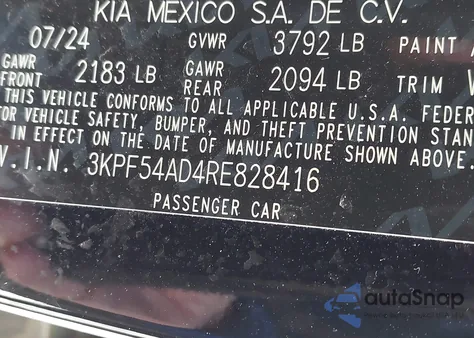 KIA MEXICO S.A. DE C.V.
07/24 GVWR 3792 LB PAINT
GAWR FRONT 2183 LB GAWR REAR 2094 LB TRIM
THIS VEHICLE CONFORMS TO ALL APPLICABLE U.S.A. FEDER
FOR VEHICLE SAFETY, BUMPER, AND THEFT PREVENTION STAN
IN EFFECT ON THE DATE OF MANUFACTURE SHOWN ABOVE.
V.I.N. 3KPF54AD4RE828416
PASSENGER CAR
autoSnap